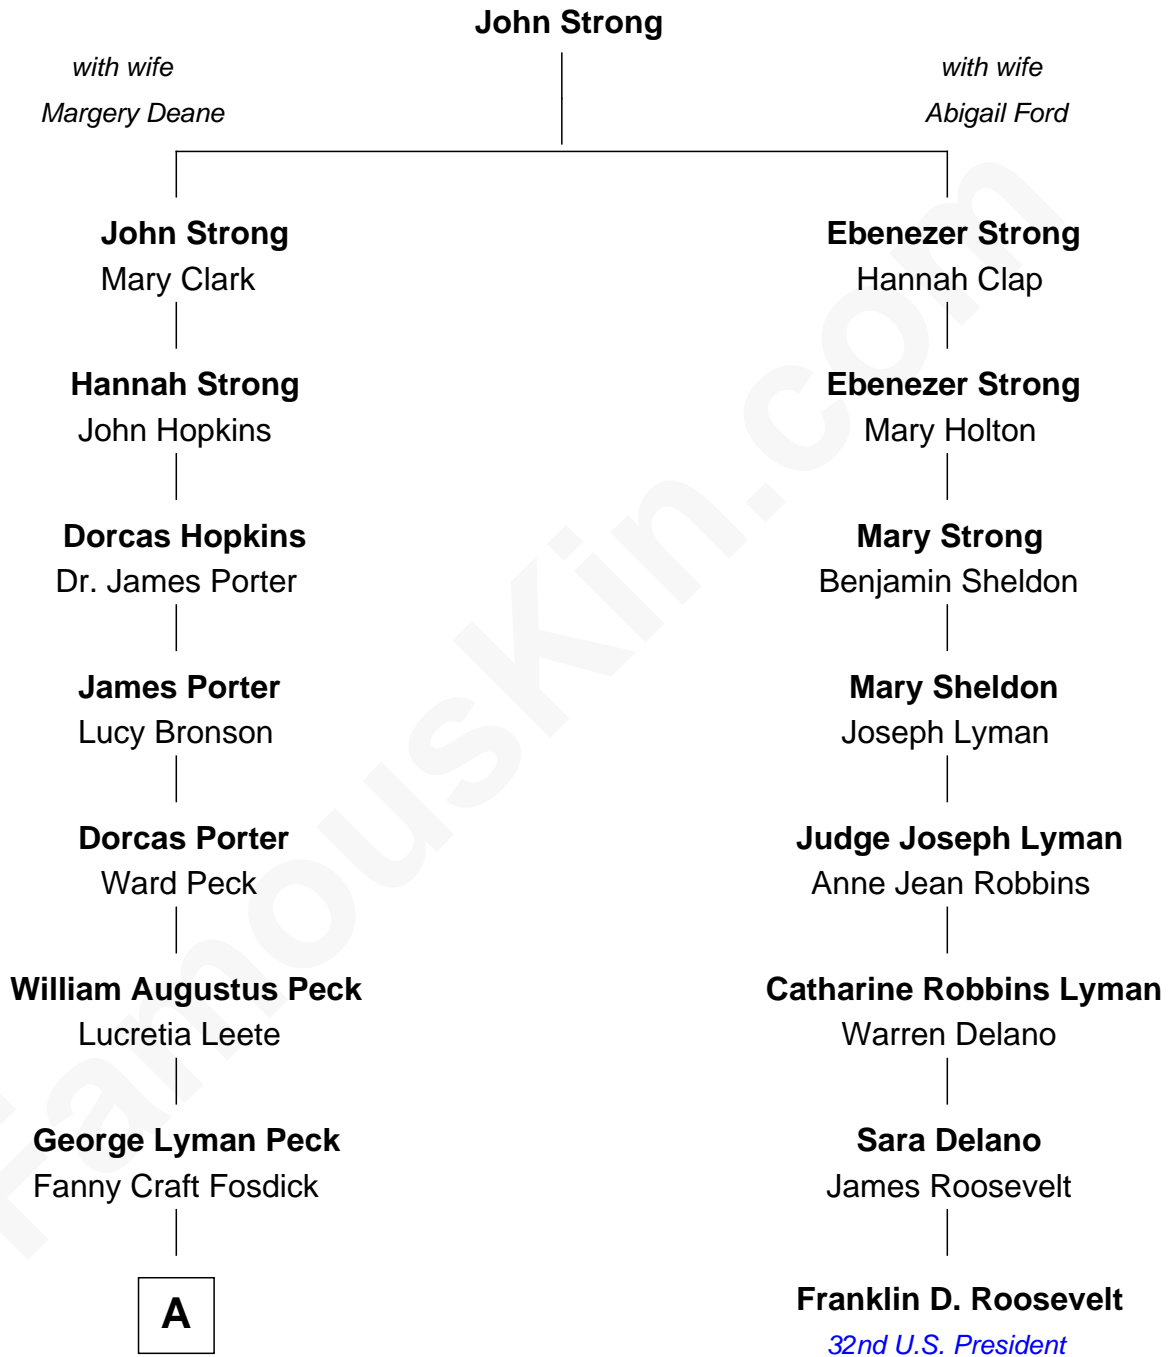 John Strong
with wife
Margery Deane
with wife
Abigail Ford
John Strong
Mary Clark
Ebenezer Strong
Hannah Clap
Hannah Strong
John Hopkins
Ebenezer Strong
Mary Holton
Dorcas Hopkins
Dr. James Porter
Mary Strong
Benjamin Sheldon
James Porter
Lucy Bronson
Mary Sheldon
Joseph Lyman
Dorcas Porter
Ward Peck
Judge Joseph Lyman
Anne Jean Robbins
William Augustus Peck
Lucretia Leete
Catharine Robbins Lyman
Warren Delano
George Lyman Peck
Fanny Craft Fosdick
Sara Delano
James Roosevelt
A
Franklin D. Roosevelt
32nd U.S. President
FamousKin.com